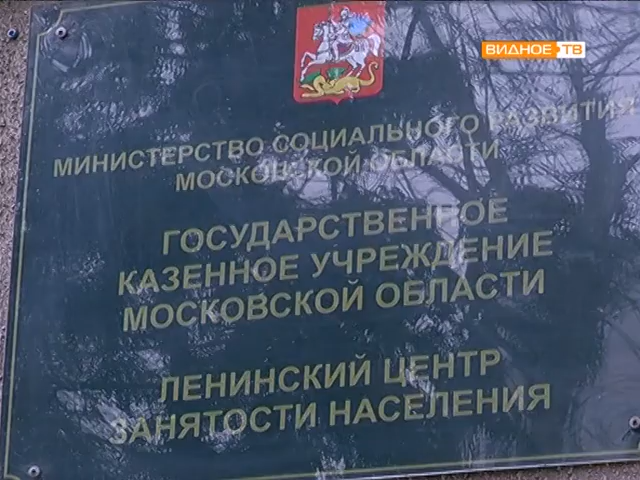 ВИДНОЕ ТВ
МИНИСТЕРСТВО СОЦИАЛЬНОГО РАЗВИТИЯ
МОСКОВСКОЙ ОБЛАСТИ
ГОСУДАРСТВЕННОЕ
КАЗЕННОЕ УЧРЕЖДЕНИЕ
МОСКОВСКОЙ ОБЛАСТИ
ЛЕНИНСКИЙ ЦЕНТР
ЗАНЯТОСТИ НАСЕЛЕНИЯ